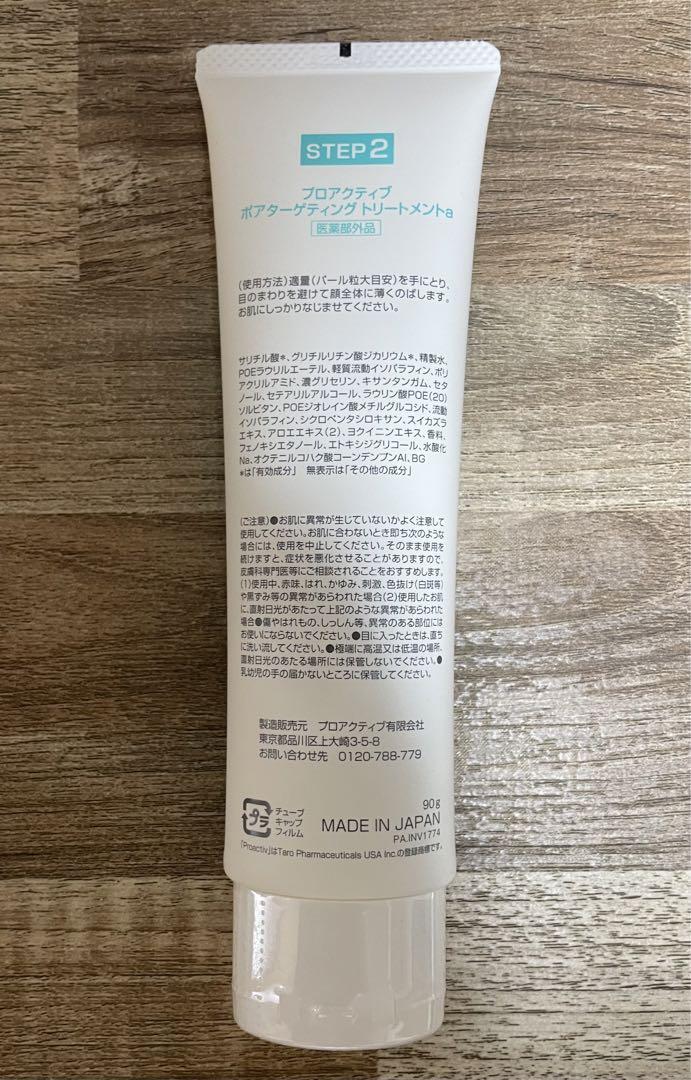 STEP 2
プロアクティブ
ポアターゲティング トリートメントa
医薬部外品
(使用方法)適量(パール粒大目安)を手にとり、
目のまわりを避けて顔全体に薄くのばします。
お肌にしっかりなじませてください。
サリチル酸*、グリチルリチン酸ジカリウム*、精製水、
POEラウリルエーテル、軽質流動イソパラフィン、ポリ
アクリルアミド、濃グリセリン、キサンタンガム、セタ
ノール、セテアリルアルコール、ラウリン酸POE(20)
ソルビタン、POEジオレイン酸メチルグルコシド、流動
イソパラフィン、シクロペンタシロキサン、スイカズラ
エキス、アロエエキス(2)、ヨクイニンエキス、香料、
フェノキシエタノール、エトキシジグリコール、水酸化
Na、オクテニルコハク酸コーンデンプンAl、BG
*は「有効成分」 無表示は「その他の成分」
(ご注意)●お肌に異常が生じていないかよく注意して
使用してください。お肌に合わないとき即ち次のような
場合には、使用を中止してください。そのまま使用を
続けますと、症状を悪化させることがありますので、
皮膚科専門医等にご相談されることをおすすめします。
(1)使用中、赤味、はれ、かゆみ、刺激、色抜け(白斑等)
や黒ずみ等の異常があらわれた場合(2)使用したお肌
に、直射日光があたって上記のような異常があらわれた
場合●傷やはれもの、しっしん等、異常のある部位には
お使いにならないでください。●目に入ったときは、直ち
に洗い流してください。●極端に高温又は低温の場所、
直射日光のあたる場所には保管しないでください。●
乳幼児の手の届かないところに保管してください。
製造販売元 プロアクティブ有限会社
東京都品川区上大崎3-5-8
お問い合わせ先 0120-788-779
プラ
チューブ
キャップ
フィルム
90g
MADE IN JAPAN
PA.INV1774
「Proactiv」はTaro Pharmaceuticals USA Inc.の登録商標です。